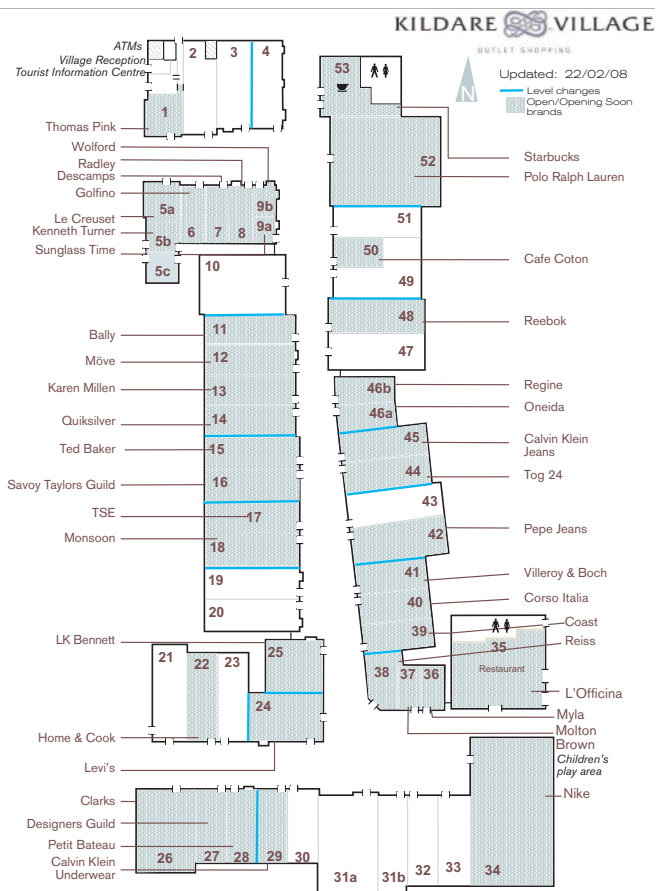 KILDARE VILLAGE
OUTLET SHOPPING
Updated: 22/02/08
Level changes
Open/Opening Soon
brands
N
ATMs
Village Reception
Tourist Information Centre
2
3
4
1
Thomas Pink
Wolford
Radley
Descamps
Golfino
Le Creuset
Kenneth Turner
Sunglass Time
5a
5b
5c
6
7
8
9b
9a
10
Bally
11
Möve
12
Karen Millen
13
Quiksilver
14
Ted Baker
15
Savoy Taylors Guild
16
TSE
17
Monsoon
18
19
20
LK Bennett
25
21
22
23
24
Home & Cook
Levi's
Clarks
Designers Guild
Petit Bateau
Calvin Klein
Underwear
26
27
28
29
30
31a
31b
32
33
34
53
Starbucks
52
Polo Ralph Lauren
51
50
Cafe Coton
49
48
Reebok
47
46b
Regine
46a
Oneida
45
Calvin Klein
Jeans
44
Tog 24
43
42
Pepe Jeans
41
Villeroy & Boch
40
Corso Italia
39
Coast
Reiss
38
37
36
35
Restaurant
L'Officina
Myla
Molton
Brown
Children's
play area
Nike